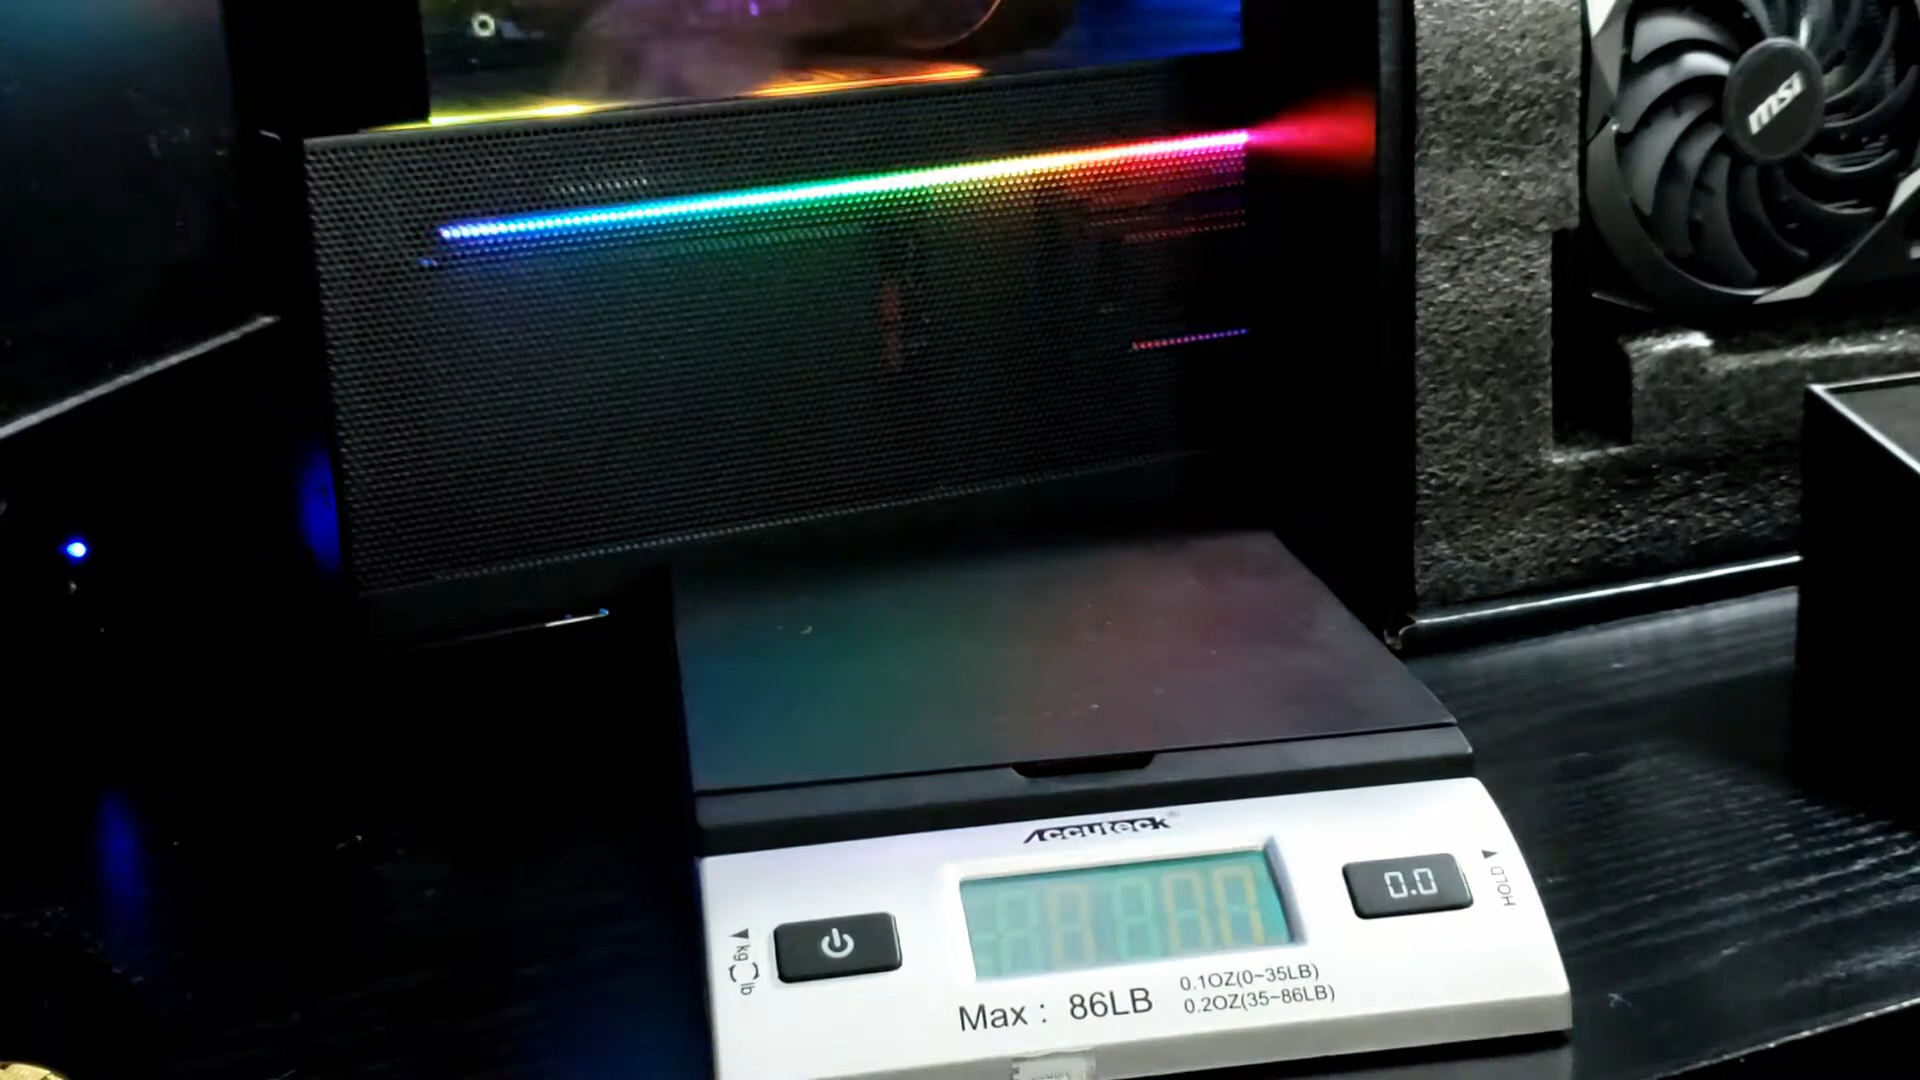 msi
Accuteck
0.0
HOLD
kg
lb
Max : 86LB
0.1OZ(0~35LB)
0.2OZ(35~86LB)